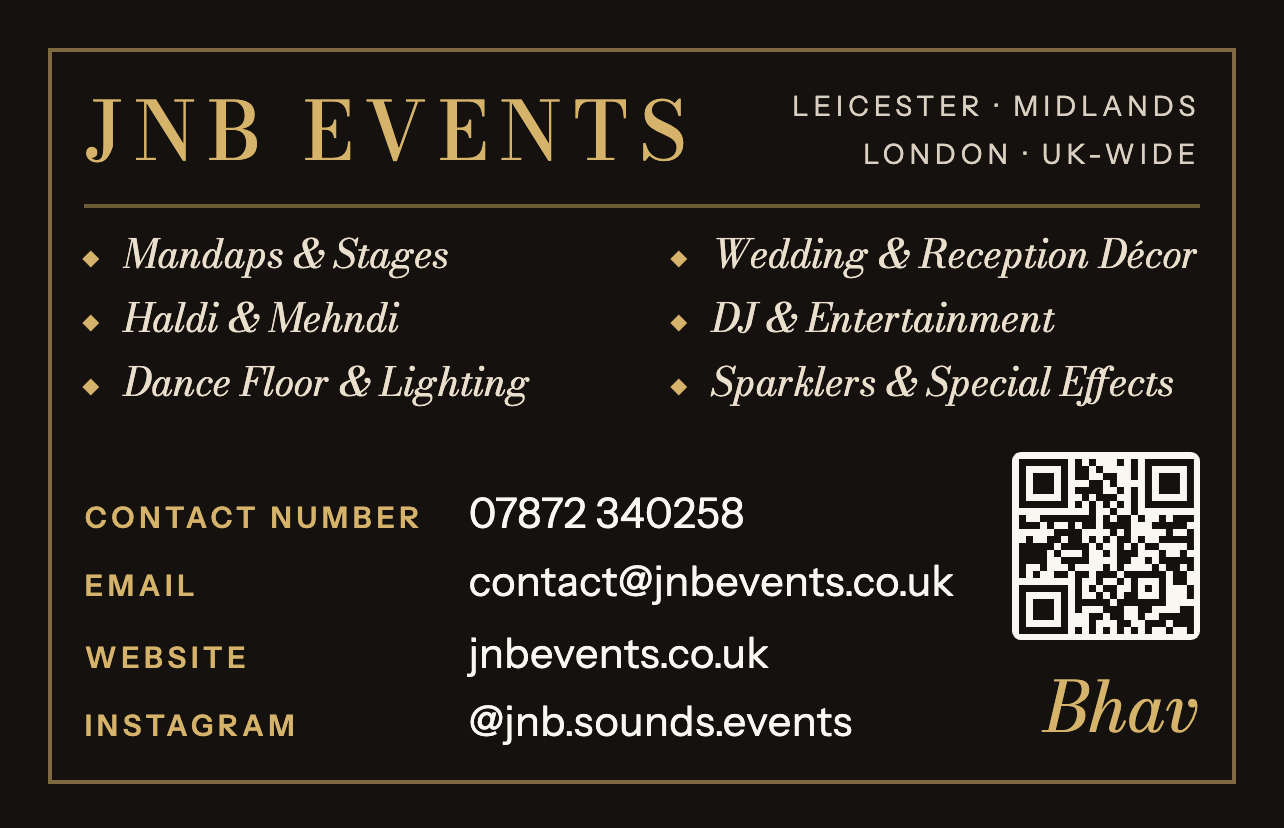 JNB EVENTS
LEICESTER · MIDLANDS
LONDON · UK-WIDE
Mandaps & Stages
Wedding & Reception Décor
Haldi & Mehndi
DJ & Entertainment
Dance Floor & Lighting
Sparklers & Special Effects
CONTACT NUMBER 07872 340258
EMAIL contact@jnbevents.co.uk
WEBSITE jnbevents.co.uk
INSTAGRAM @jnb.sounds.events
Bhav